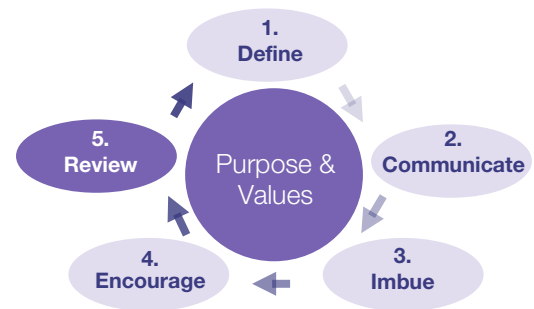 1.
Define
2.
Communicate
3.
Imbue
4.
Encourage
5.
Review
Purpose &
Values